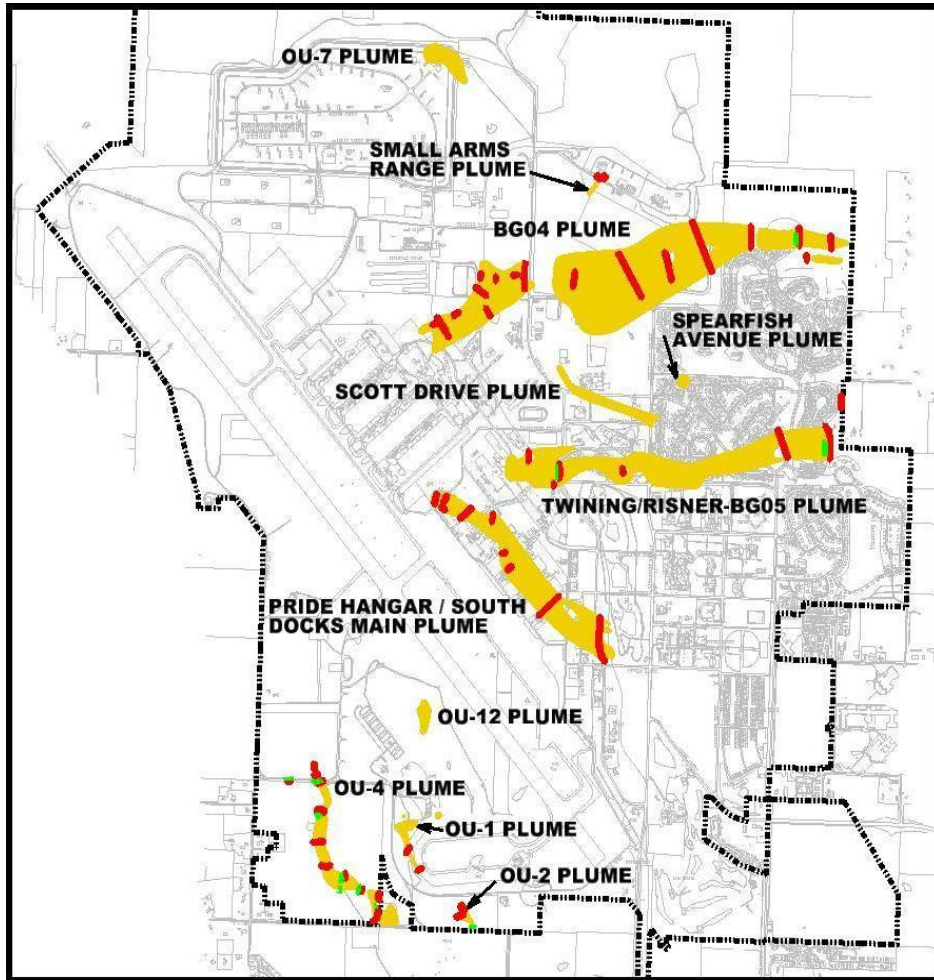 OU-7 PLUME
SMALL ARMS
RANGE PLUME
BG04 PLUME
SPEARFISH
AVENUE PLUME
SCOTT DRIVE PLUME
TWINING/RISNER-BG05 PLUME
PRIDE HANGAR / SOUTH
DOCKS MAIN PLUME
OU-12 PLUME
OU-4 PLUME
OU-1 PLUME
OU-2 PLUME